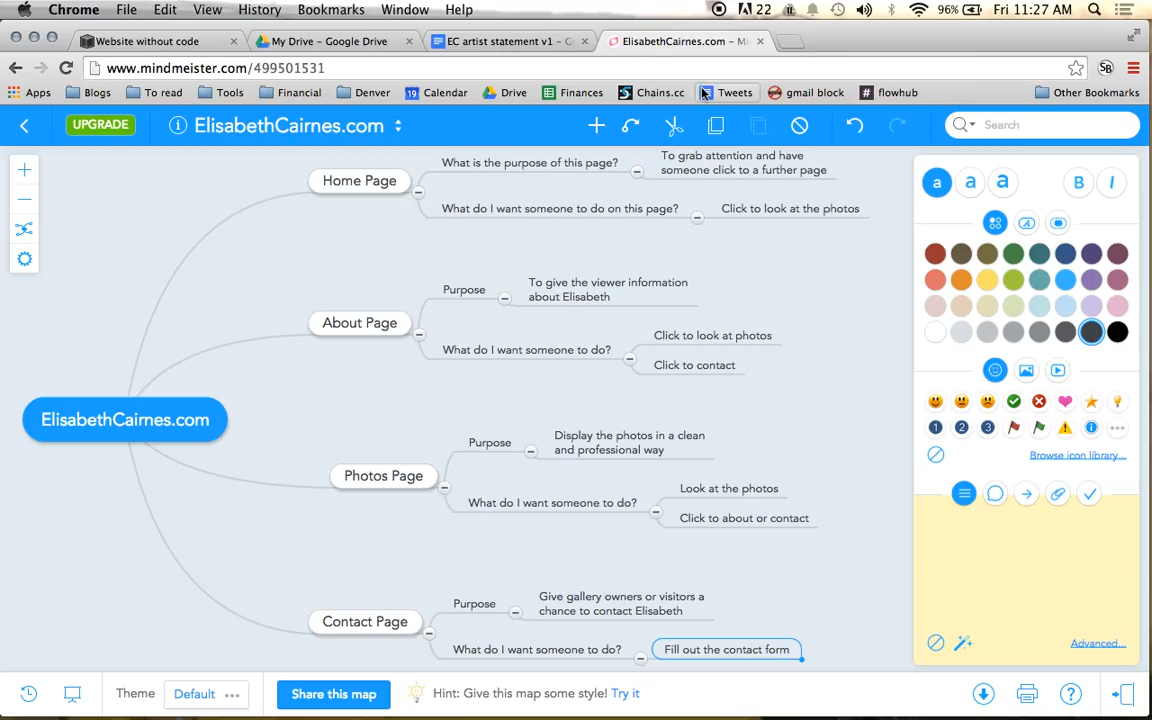 Chrome File Edit View History Bookmarks Window Help
22
96%
Fri 11:27 AM
Website without code
My Drive - Google Drive
EC artist statement v1 - G
ElisabethCairnes.com - Mi
www.mindmeister.com/499501531
SB
Apps Blogs To read Tools Financial Denver 19 Calendar Drive Finances Chains.cc Tweets gmail block # flowhub Other Bookmarks
UPGRADE
ElisabethCairnes.com
Search
Home Page
What is the purpose of this page?
To grab attention and have
someone click to a further page
What do I want someone to do on this page?
Click to look at the photos
About Page
Purpose
To give the viewer information
about Elisabeth
What do I want someone to do?
Click to look at photos
Click to contact
ElisabethCairnes.com
Photos Page
Purpose
Display the photos in a clean
and professional way
What do I want someone to do?
Look at the photos
Click to about or contact
Contact Page
Purpose
Give gallery owners or visitors a
chance to contact Elisabeth
What do I want someone to do?
Fill out the contact form
a a a B I
A
1 2 3
Browse icon library...
Advanced...
Theme
Default
Share this map
Hint: Give this map some style! Try it